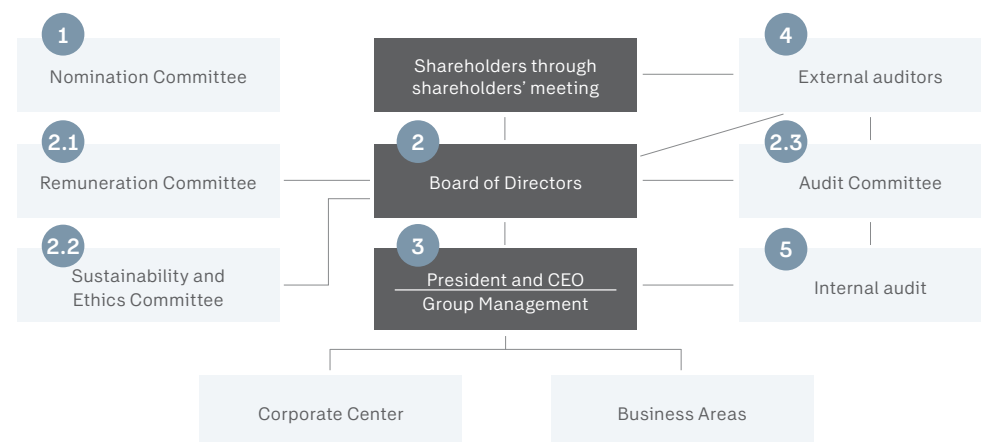 1
Nomination Committee
Shareholders through
shareholders’ meeting
4
External auditors
2.1
Remuneration Committee
2
Board of Directors
2.3
Audit Committee
2.2
Sustainability and
Ethics Committee
3
President and CEO
Group Management
5
Internal audit
Corporate Center
Business Areas